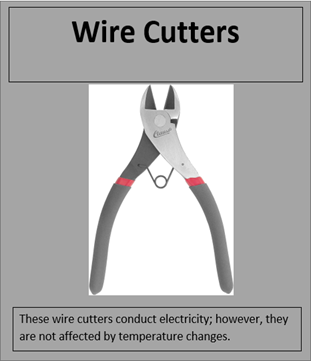 Wire Cutters
These wire cutters conduct electricity; however, they
are not affected by temperature changes.